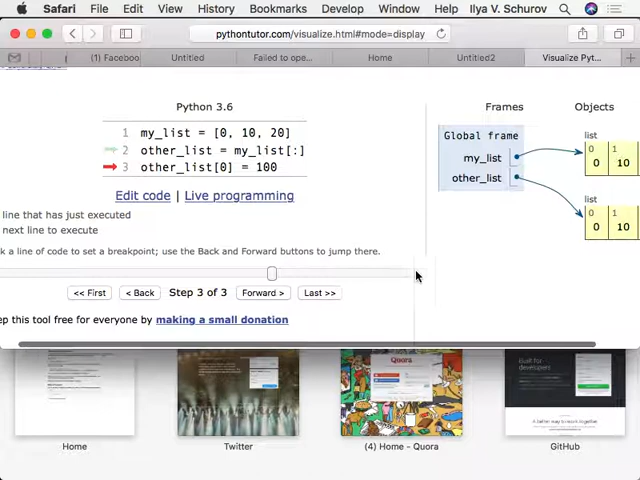 Safari File Edit View History Bookmarks Develop Window Help Ilya V. Schurov
pythontutor.com/visualize.html#mode=display
(1) Faceboo Untitled Failed to ope... Home Untitled2 Visualize Pyt...
Python 3.6
Frames Objects
1 my_list = [0, 10, 20]
2 other_list = my_list[:]
3 other_list[0] = 100
Global frame
my_list
other_list
list
0 1
0 10
list
0 1
0 10
Edit code | Live programming
line that has just executed
next line to execute
k a line of code to set a breakpoint; use the Back and Forward buttons to jump there.
<< First < Back Step 3 of 3 Forward > Last >>
ep this tool free for everyone by making a small donation
Quora
Built for
developers
Home Twitter (4) Home - Quora GitHub